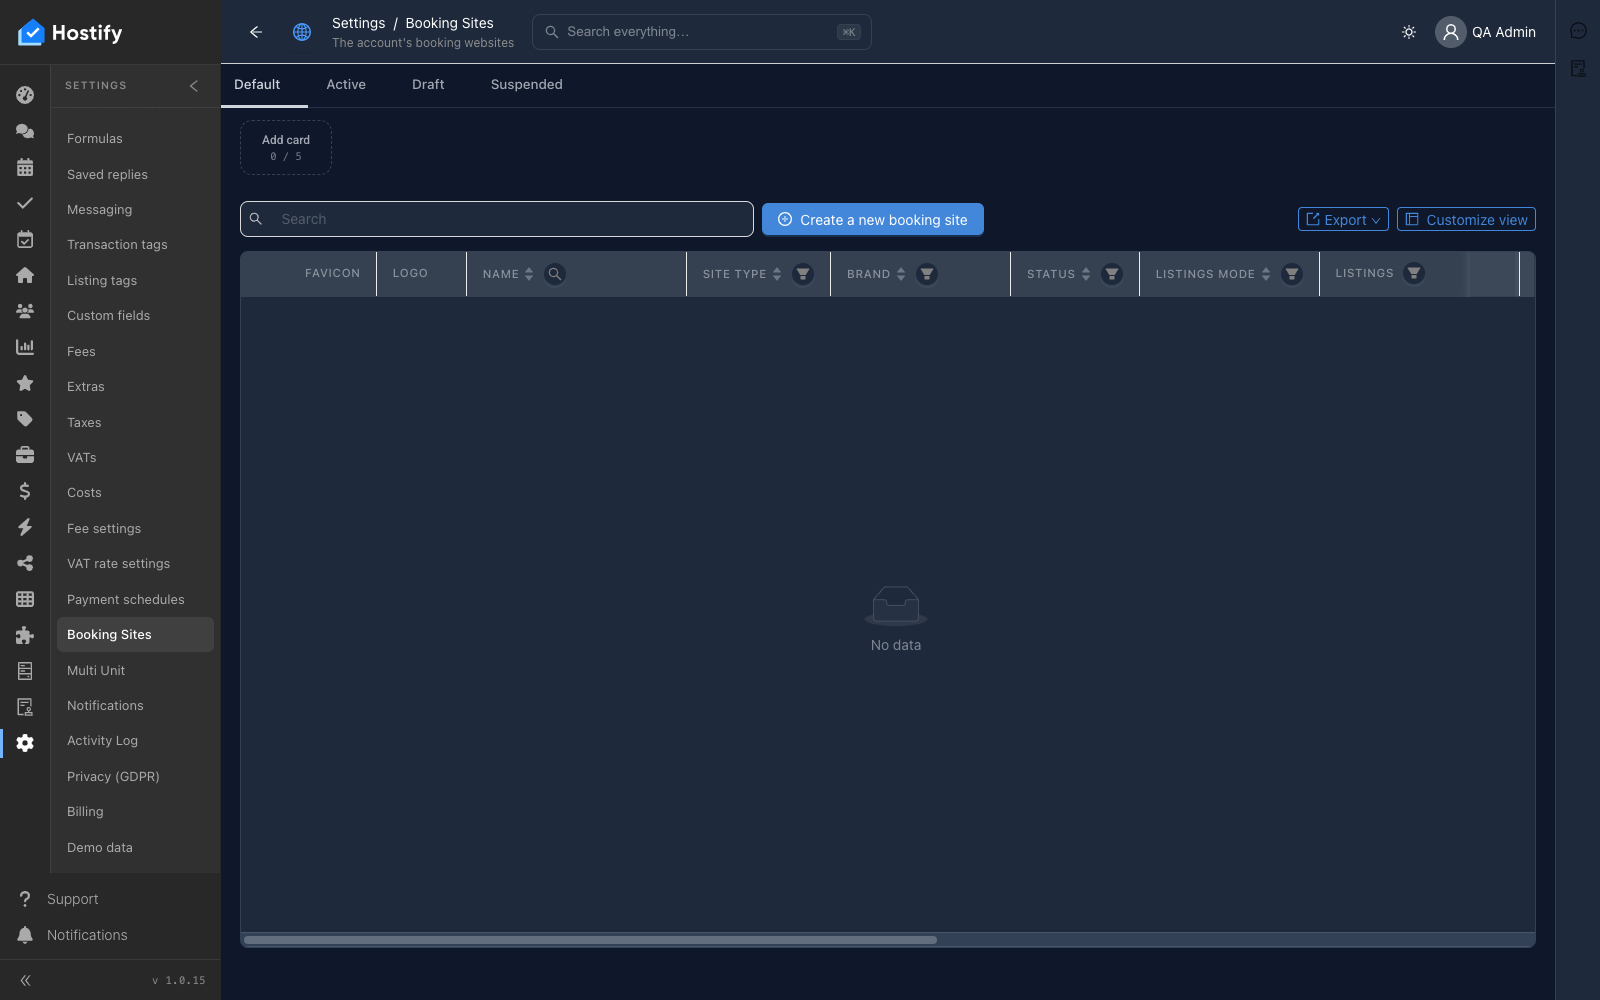 Hostify
Settings / Booking Sites
The account's booking websites
Search everything...
⌘K
QA Admin
SETTINGS
Formulas
Saved replies
Messaging
Transaction tags
Listing tags
Custom fields
Fees
Extras
Taxes
VATs
Costs
Fee settings
VAT rate settings
Payment schedules
Booking Sites
Multi Unit
Notifications
Activity Log
Privacy (GDPR)
Billing
Demo data
Support
Notifications
v 1.0.15
Default
Active
Draft
Suspended
Add card
0 / 5
Search
Create a new booking site
Export
Customize view
FAVICON
LOGO
NAME
SITE TYPE
BRAND
STATUS
LISTINGS MODE
LISTINGS
No data